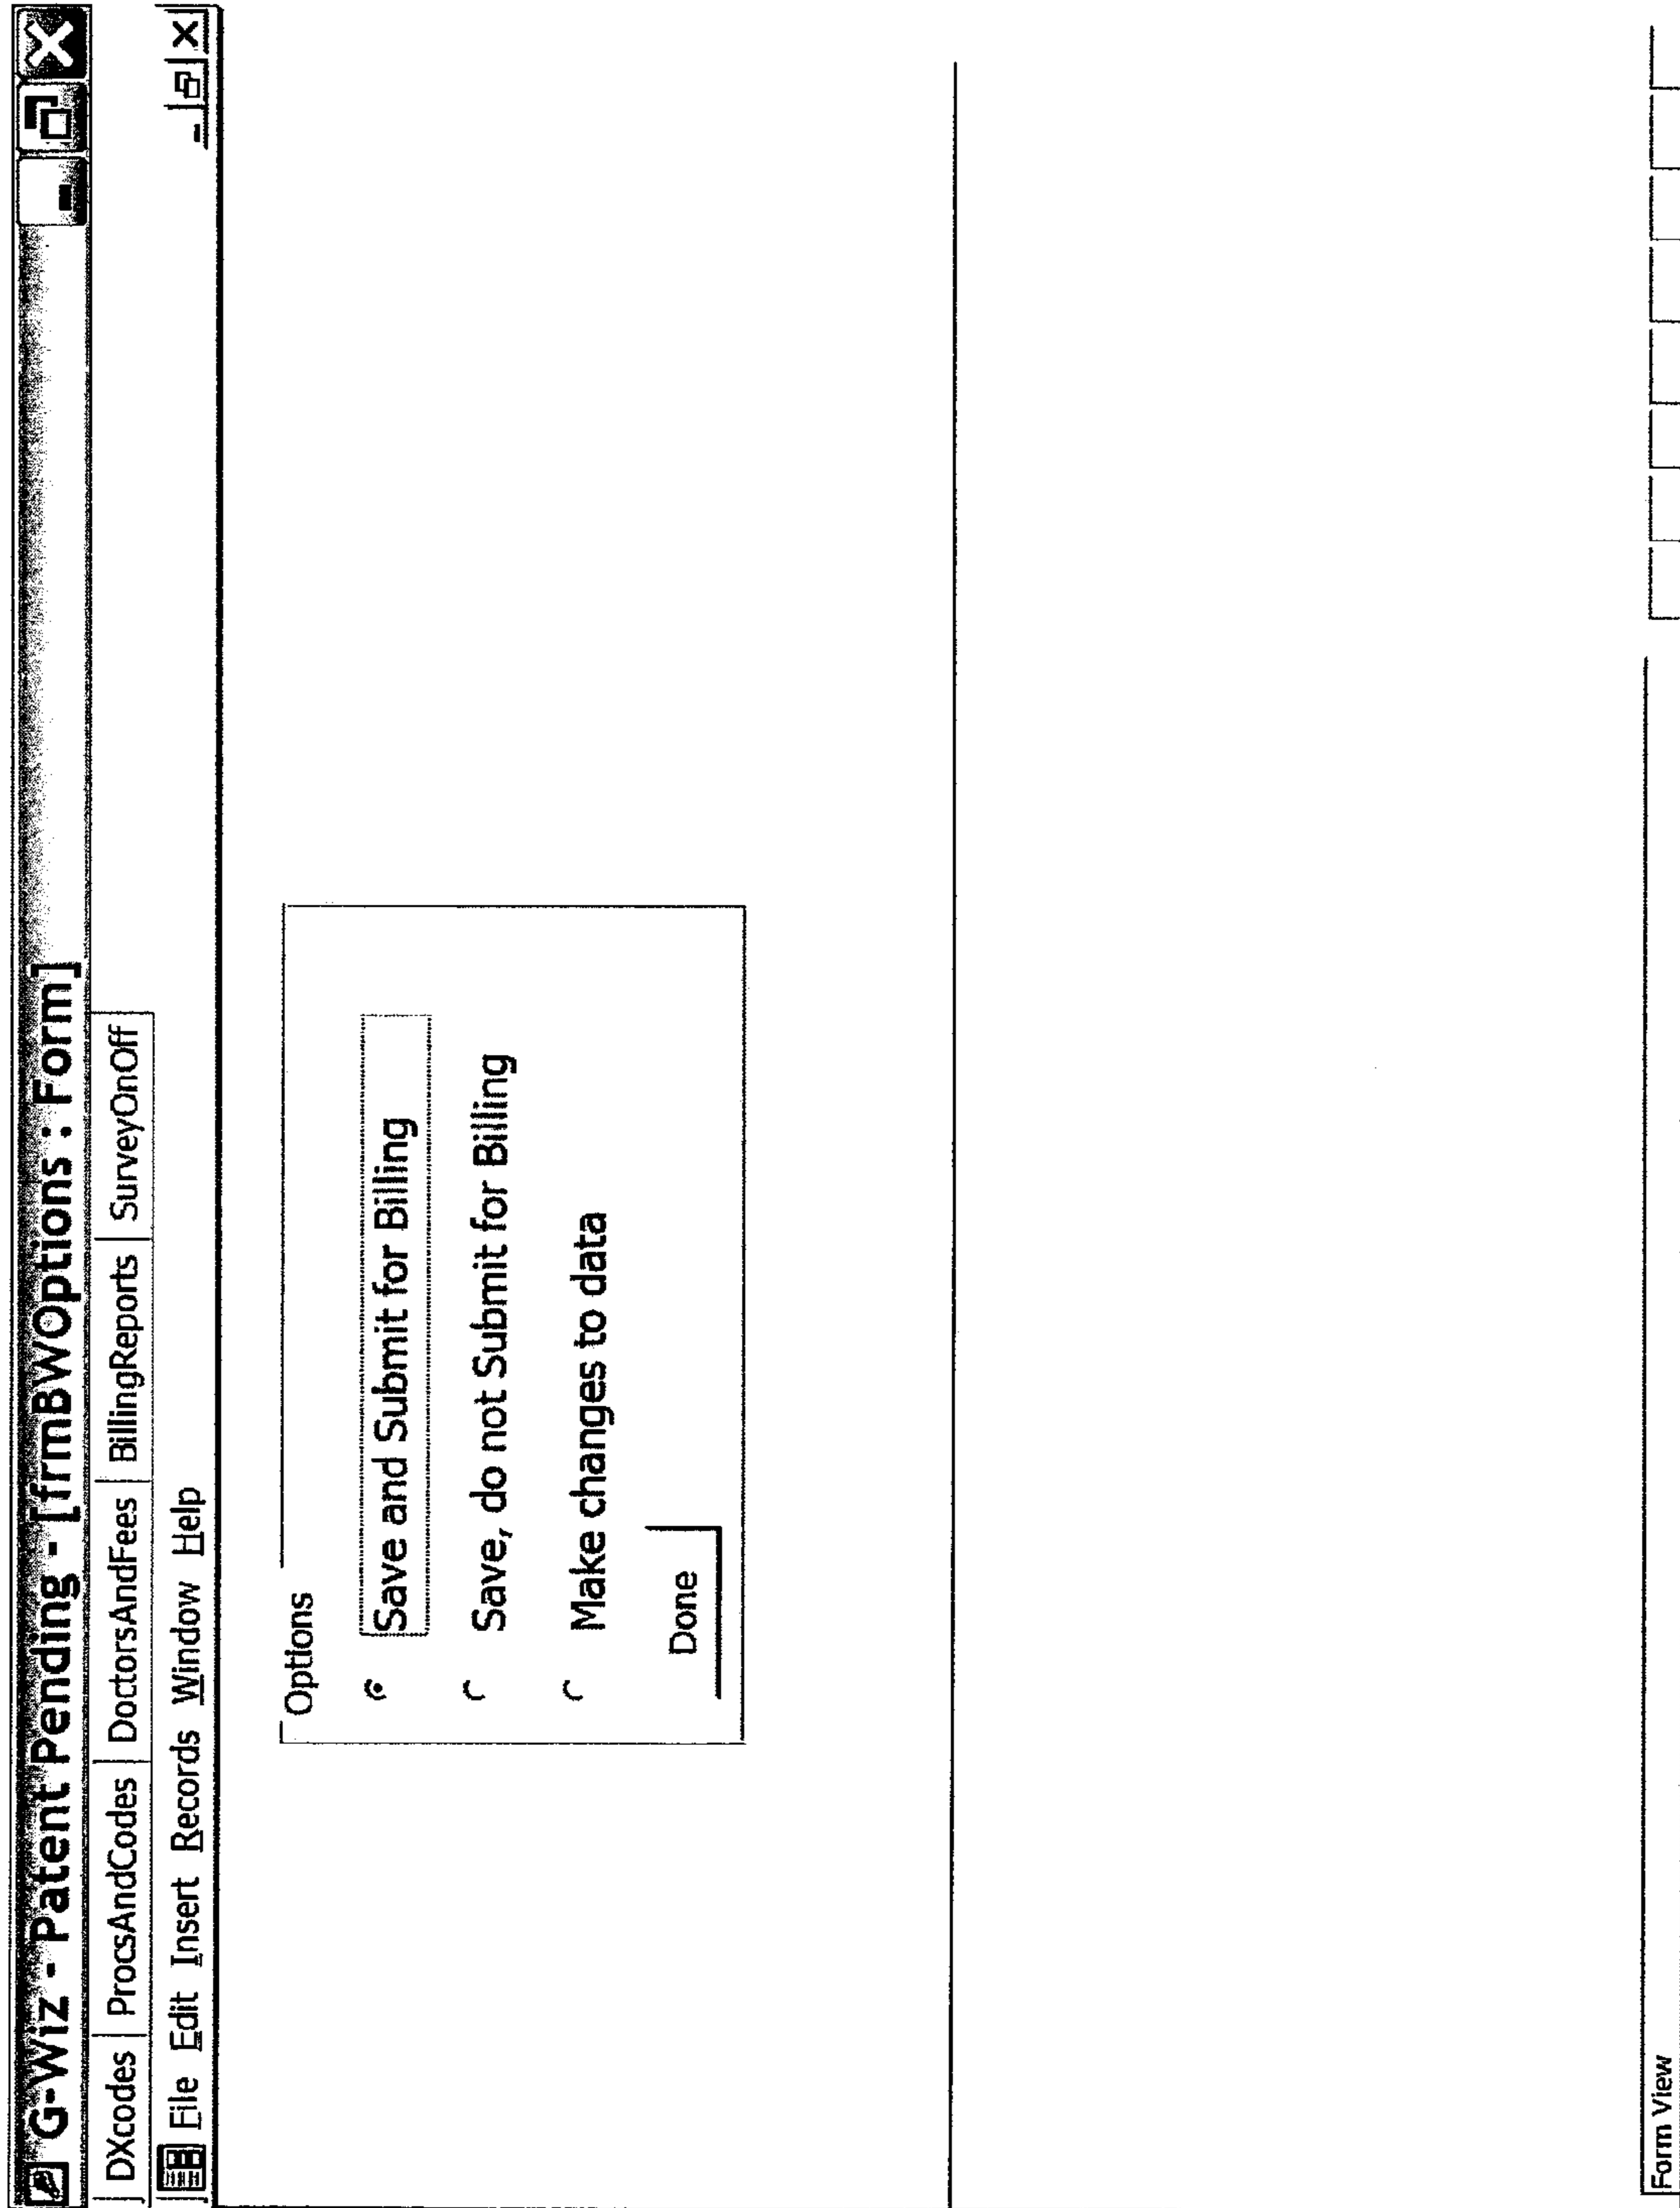 G-Wiz - Patent Pending - [frmBWOptions : Form]
DXcodes ProcsAndCodes DoctorsAndFees BillingReports SurveyOnOff
File Edit Insert Records Window Help
Options
Save and Submit for Billing
Save, do not Submit for Billing
Make changes to data
Done
Form View